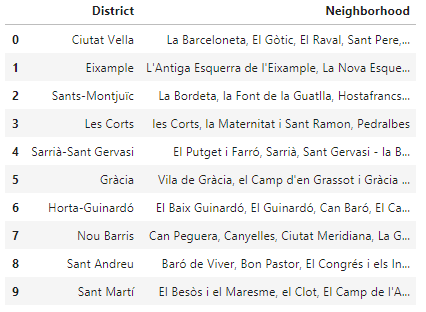 District Neighborhood
0 Ciutat Vella La Barceloneta, El Gòtic, El Raval, Sant Pere,...
1 Eixample L'Antiga Esquerra de l'Eixample, La Nova Esque...
2 Sants-Montjuïc La Bordeta, la Font de la Guatlla, Hostafrancs...
3 Les Corts les Corts, la Maternitat i Sant Ramon, Pedralbes
4 Sarrià-Sant Gervasi El Putget i Farró, Sarrià, Sant Gervasi - la B...
5 Gràcia Vila de Gràcia, el Camp d'en Grassot i Gràcia ...
6 Horta-Guinardó El Baix Guinardó, El Guinardó, Can Baró, El Ca...
7 Nou Barris Can Peguera, Canyelles, Ciutat Meridiana, La G...
8 Sant Andreu Baró de Viver, Bon Pastor, El Congrés i els In...
9 Sant Martí El Besòs i el Maresme, el Clot, El Camp de l'A...